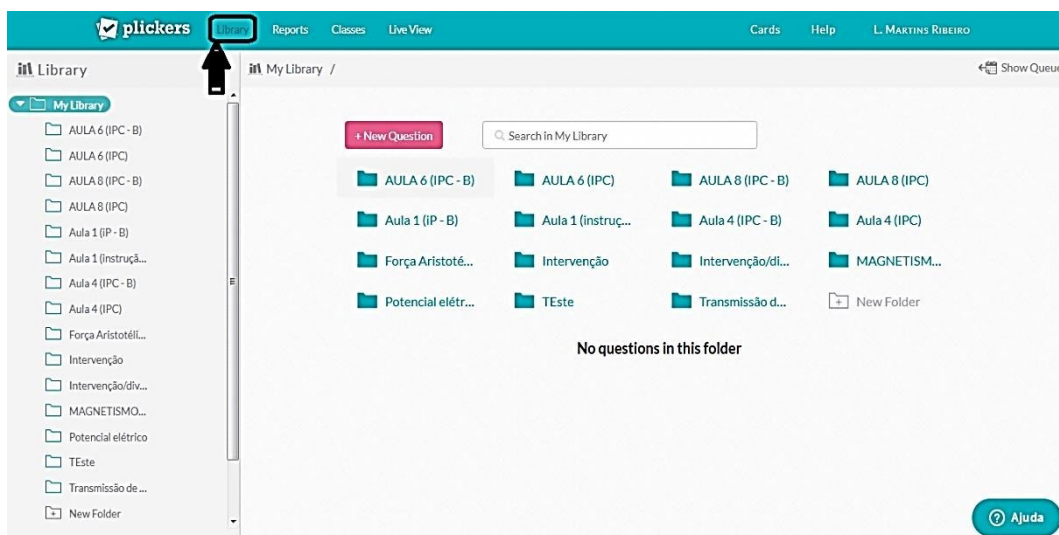 plickers Library Reports Classes Live View Cards Help L. MARTINS RIBEIRO
Library
My Library /
Show Queue
My Library
AULA 6 (IPC - B)
AULA 6 (IPC)
AULA 8 (IPC - B)
AULA 8 (IPC)
Aula 1 (iP - B)
Aula 1 (instruçã...
Aula 4 (IPC - B)
Aula 4 (IPC)
Força Aristotéli...
Intervenção
Intervenção/div...
MAGNETISMO...
Potencial elétrico
TEste
Transmissão de ...
New Folder
+ New Question
Search in My Library
AULA 6 (IPC - B) AULA 6 (IPC) AULA 8 (IPC - B) AULA 8 (IPC)
Aula 1 (iP - B) Aula 1 (instruç... Aula 4 (IPC - B) Aula 4 (IPC)
Força Aristoté... Intervenção Intervenção/di... MAGNETISM...
Potencial elétr... TEste Transmissão d... New Folder
No questions in this folder
Ajuda